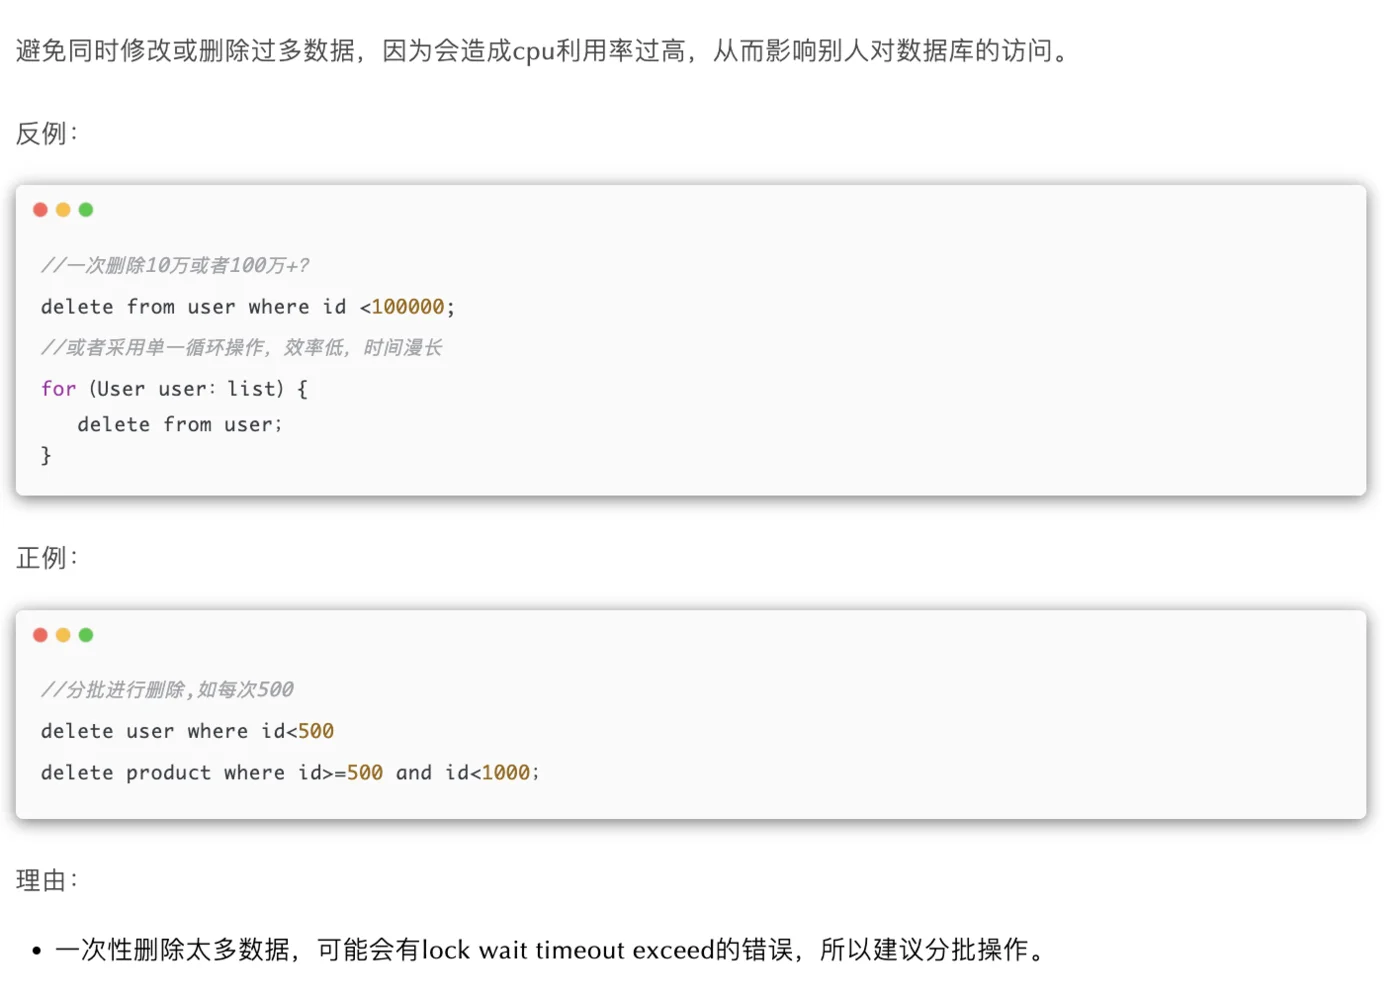 避免同时修改或删除过多数据，因为会造成cpu利用率过高，从而影响别人对数据库的访问。
反例：
//一次删除10万或者100万+？
delete from user where id <100000;
//或者采用单一循环操作，效率低，时间漫长
for（User user：list）{
   delete from user；
}
正例：
//分批进行删除,如每次500
delete user where id<500
delete product where id>=500 and id<1000；
理由：
• 一次性删除太多数据，可能会有lock wait timeout exceed的错误，所以建议分批操作。